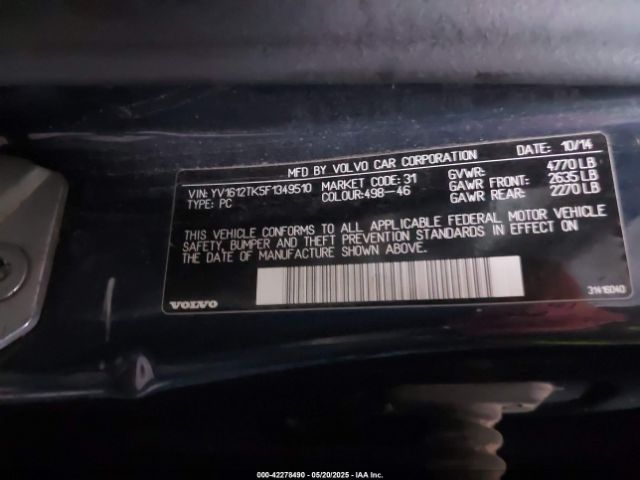 MFD BY VOLVO CAR CORPORATION DATE: 10/14
VIN: YV1612TK5F1349510 MARKET CODE: 31 GVWR: 4770 LB
TYPE: PC COLOUR: 498-46 GAWR FRONT: 2635 LB
GAWR REAR: 2270 LB
THIS VEHICLE CONFORMS TO ALL APPLICABLE FEDERAL MOTOR VEHICLE
SAFETY, BUMPER AND THEFT PREVENTION STANDARDS IN EFFECT ON
THE DATE OF MANUFACTURE SHOWN ABOVE.
VOLVO 31416040
000-42278490 - 05/20/2025 - IAA Inc.